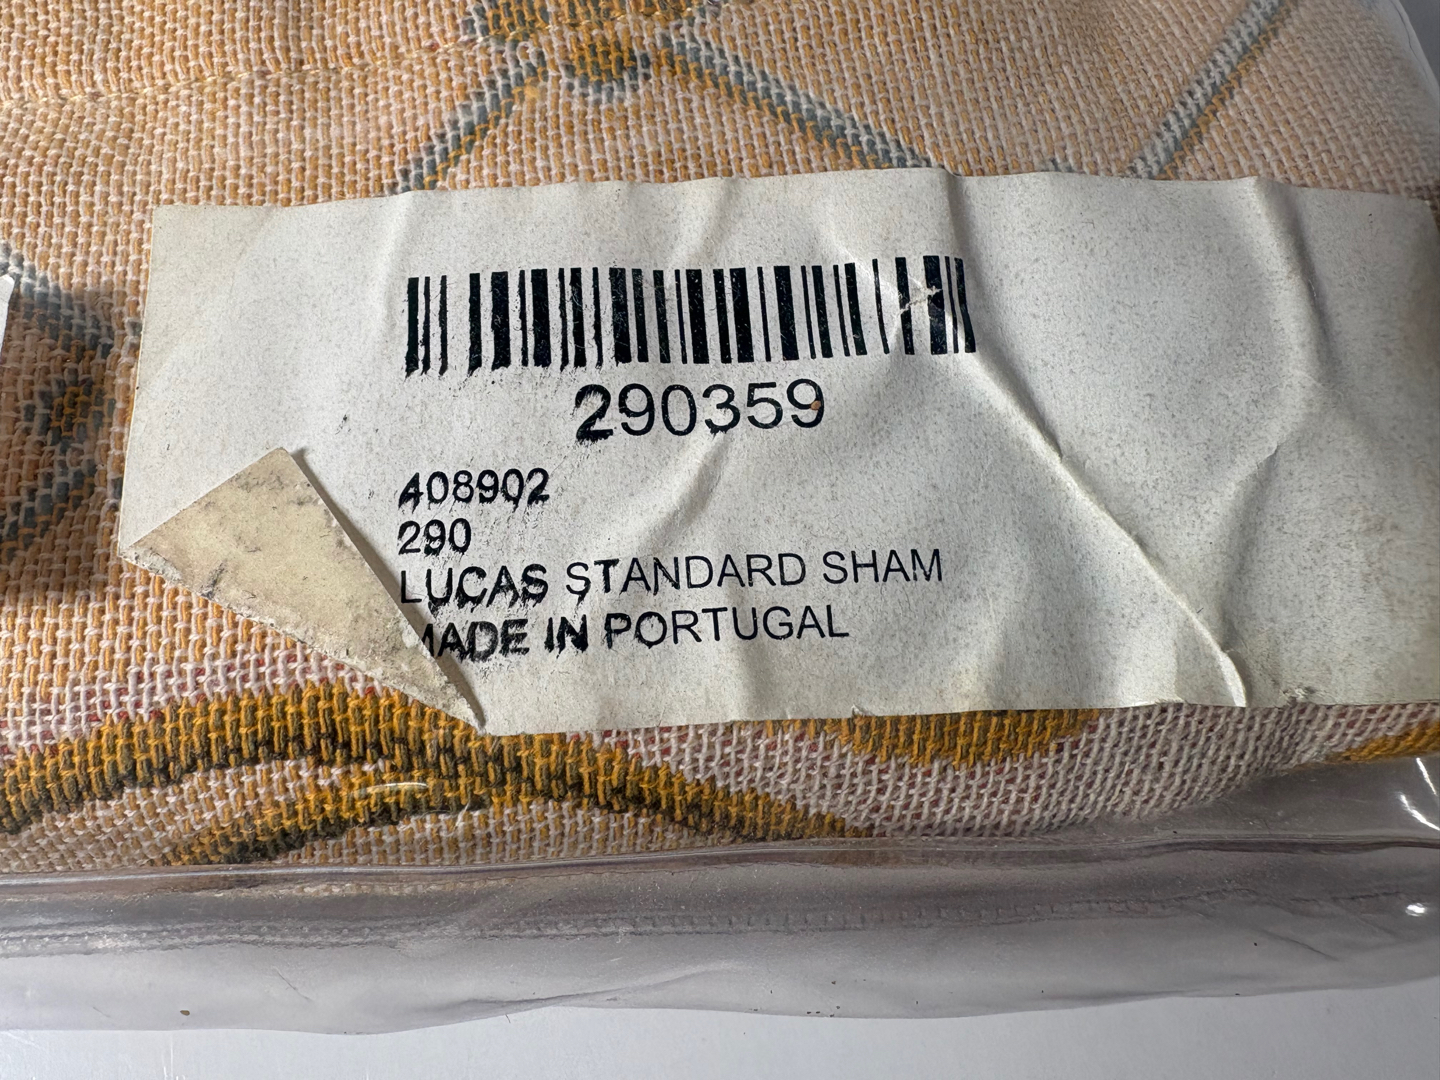 290359
408902
290
LUCAS STANDARD SHAM
MADE IN PORTUGAL